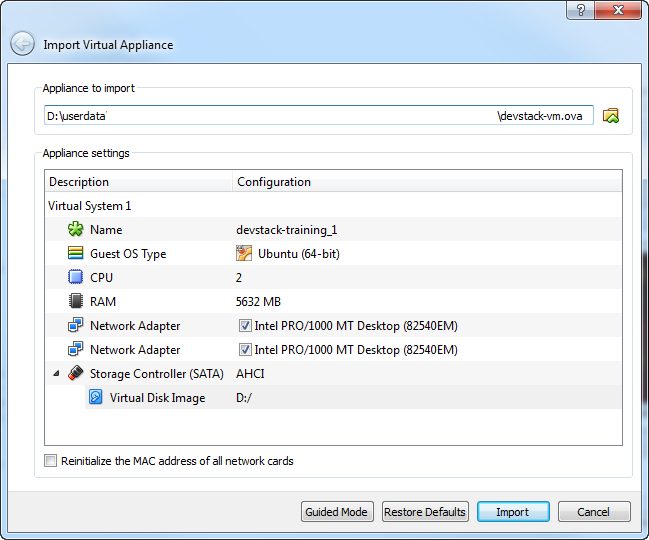 ?
Import Virtual Appliance
Appliance to import
D:\userdata \devstack-vm.ova
Appliance settings
Description Configuration
Virtual System 1
Name devstack-training_1
Guest OS Type Ubuntu (64-bit)
CPU 2
RAM 5632 MB
Network Adapter Intel PRO/1000 MT Desktop (82540EM)
Network Adapter Intel PRO/1000 MT Desktop (82540EM)
Storage Controller (SATA) AHCI
Virtual Disk Image D:/
Reinitialize the MAC address of all network cards
Guided Mode Restore Defaults Import Cancel